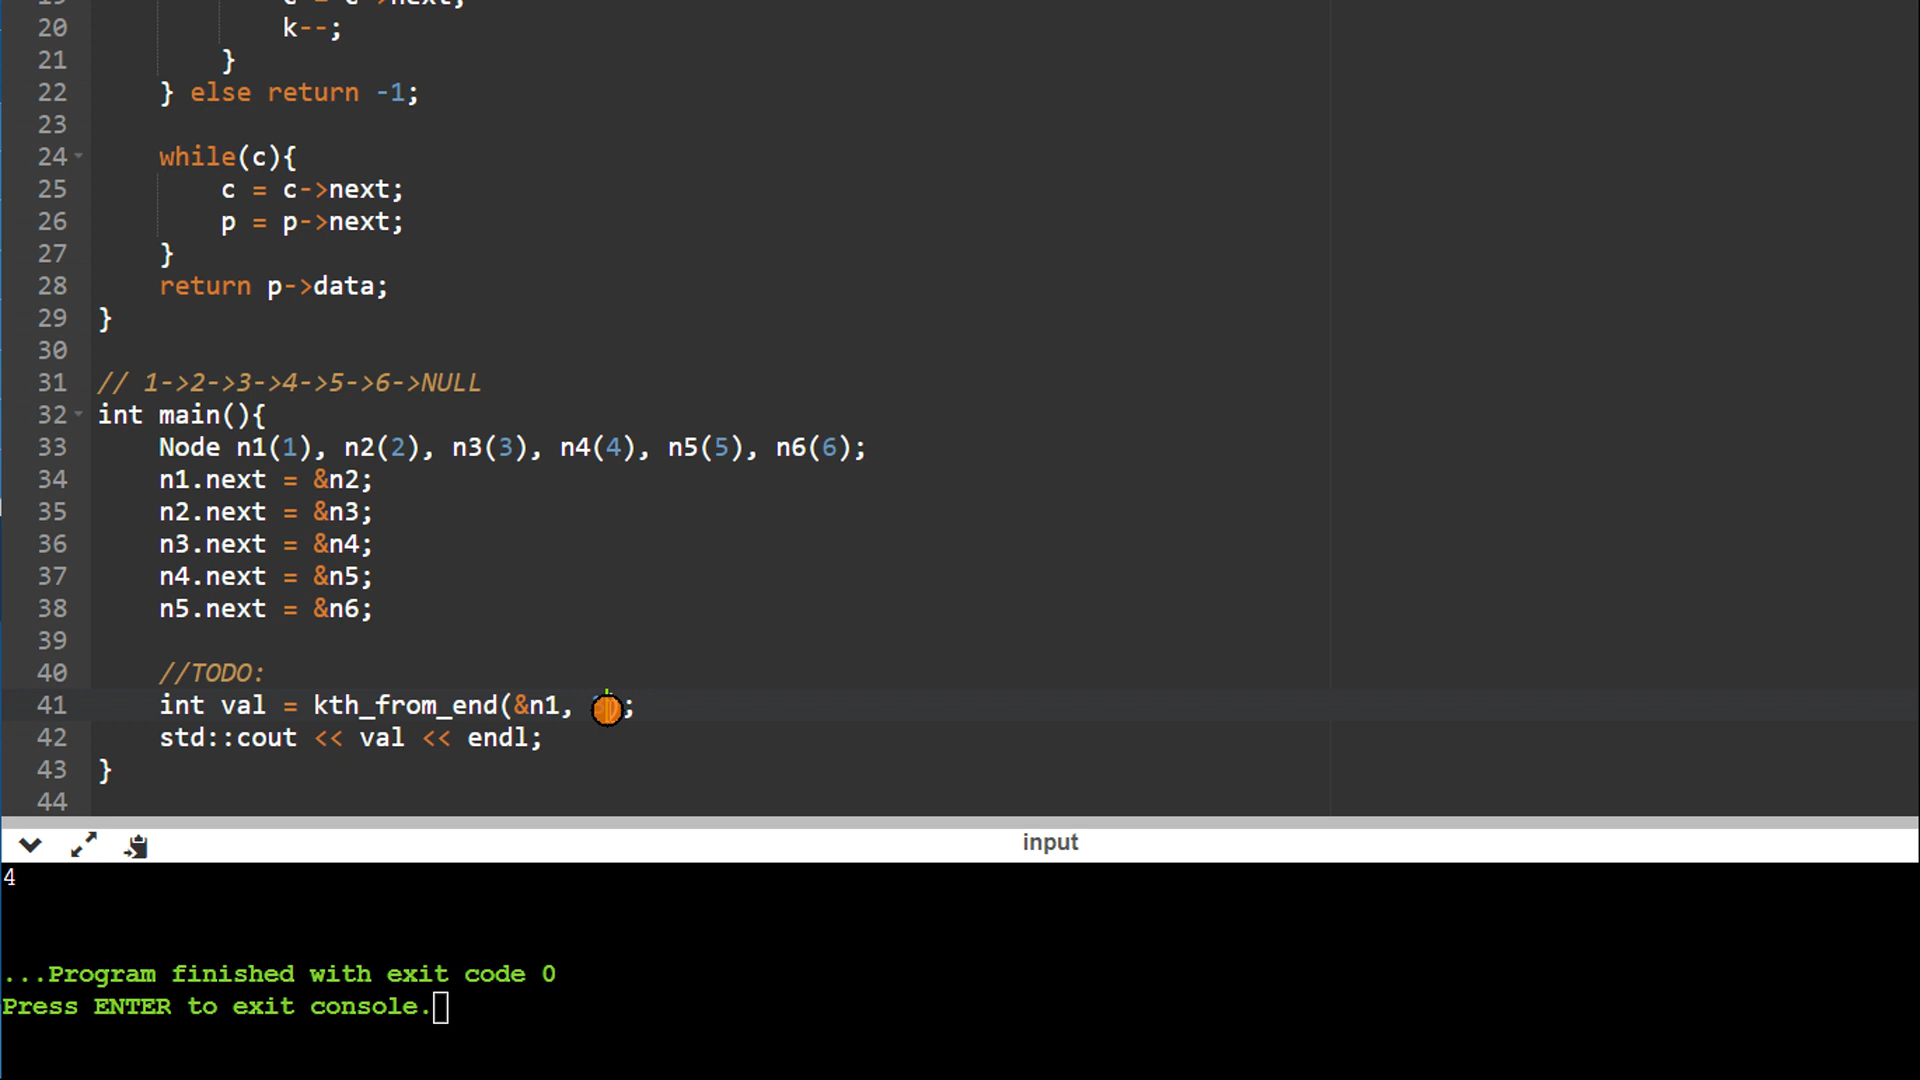 19 c = c->next;
20 k--;
21 }
22 } else return -1;
23
24 while(c){
25 c = c->next;
26 p = p->next;
27 }
28 return p->data;
29 }
30
31 // 1->2->3->4->5->6->NULL
32 int main(){
33 Node n1(1), n2(2), n3(3), n4(4), n5(5), n6(6);
34 n1.next = &n2;
35 n2.next = &n3;
36 n3.next = &n4;
37 n4.next = &n5;
38 n5.next = &n6;
39
40 //TODO:
41 int val = kth_from_end(&n1, ;
42 std::cout << val << endl;
43 }
44
input
4
...Program finished with exit code 0
Press ENTER to exit console.